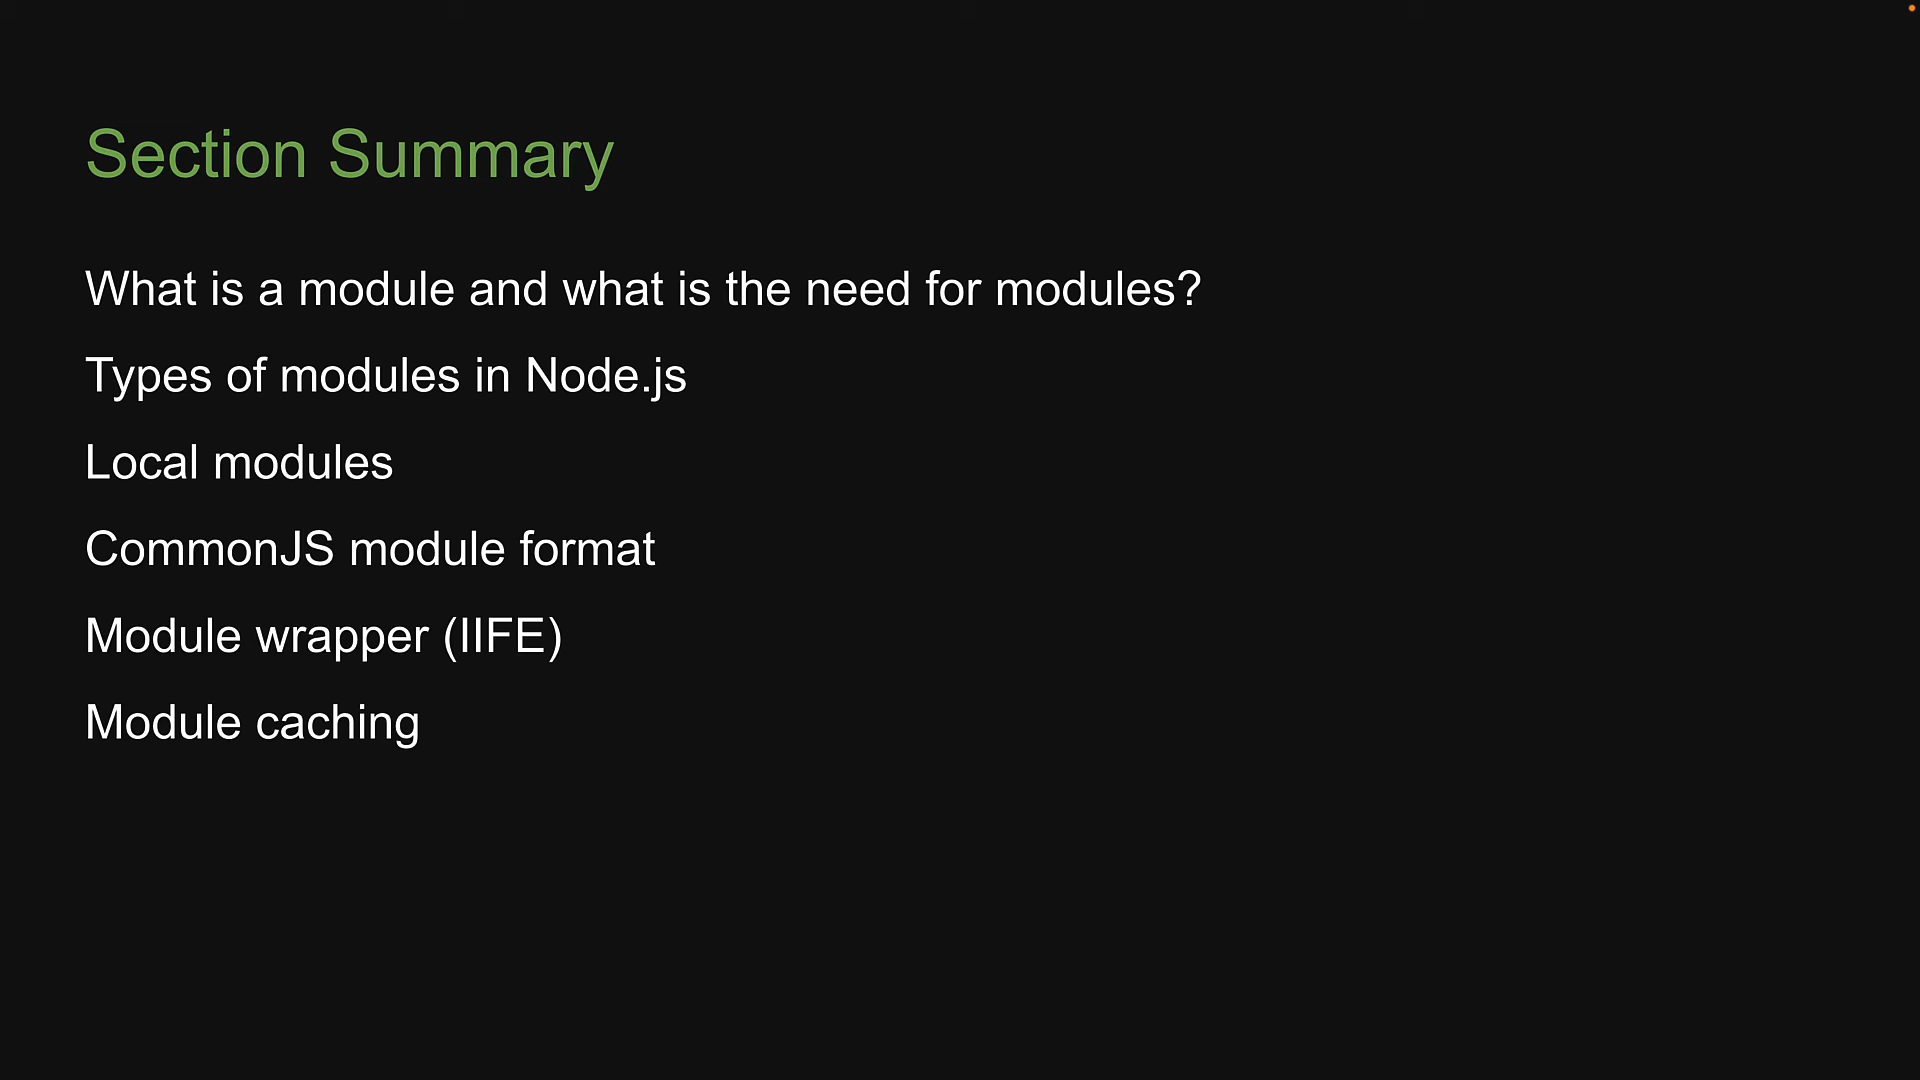 Section Summary
What is a module and what is the need for modules?
Types of modules in Node.js
Local modules
CommonJS module format
Module wrapper (IIFE)
Module caching